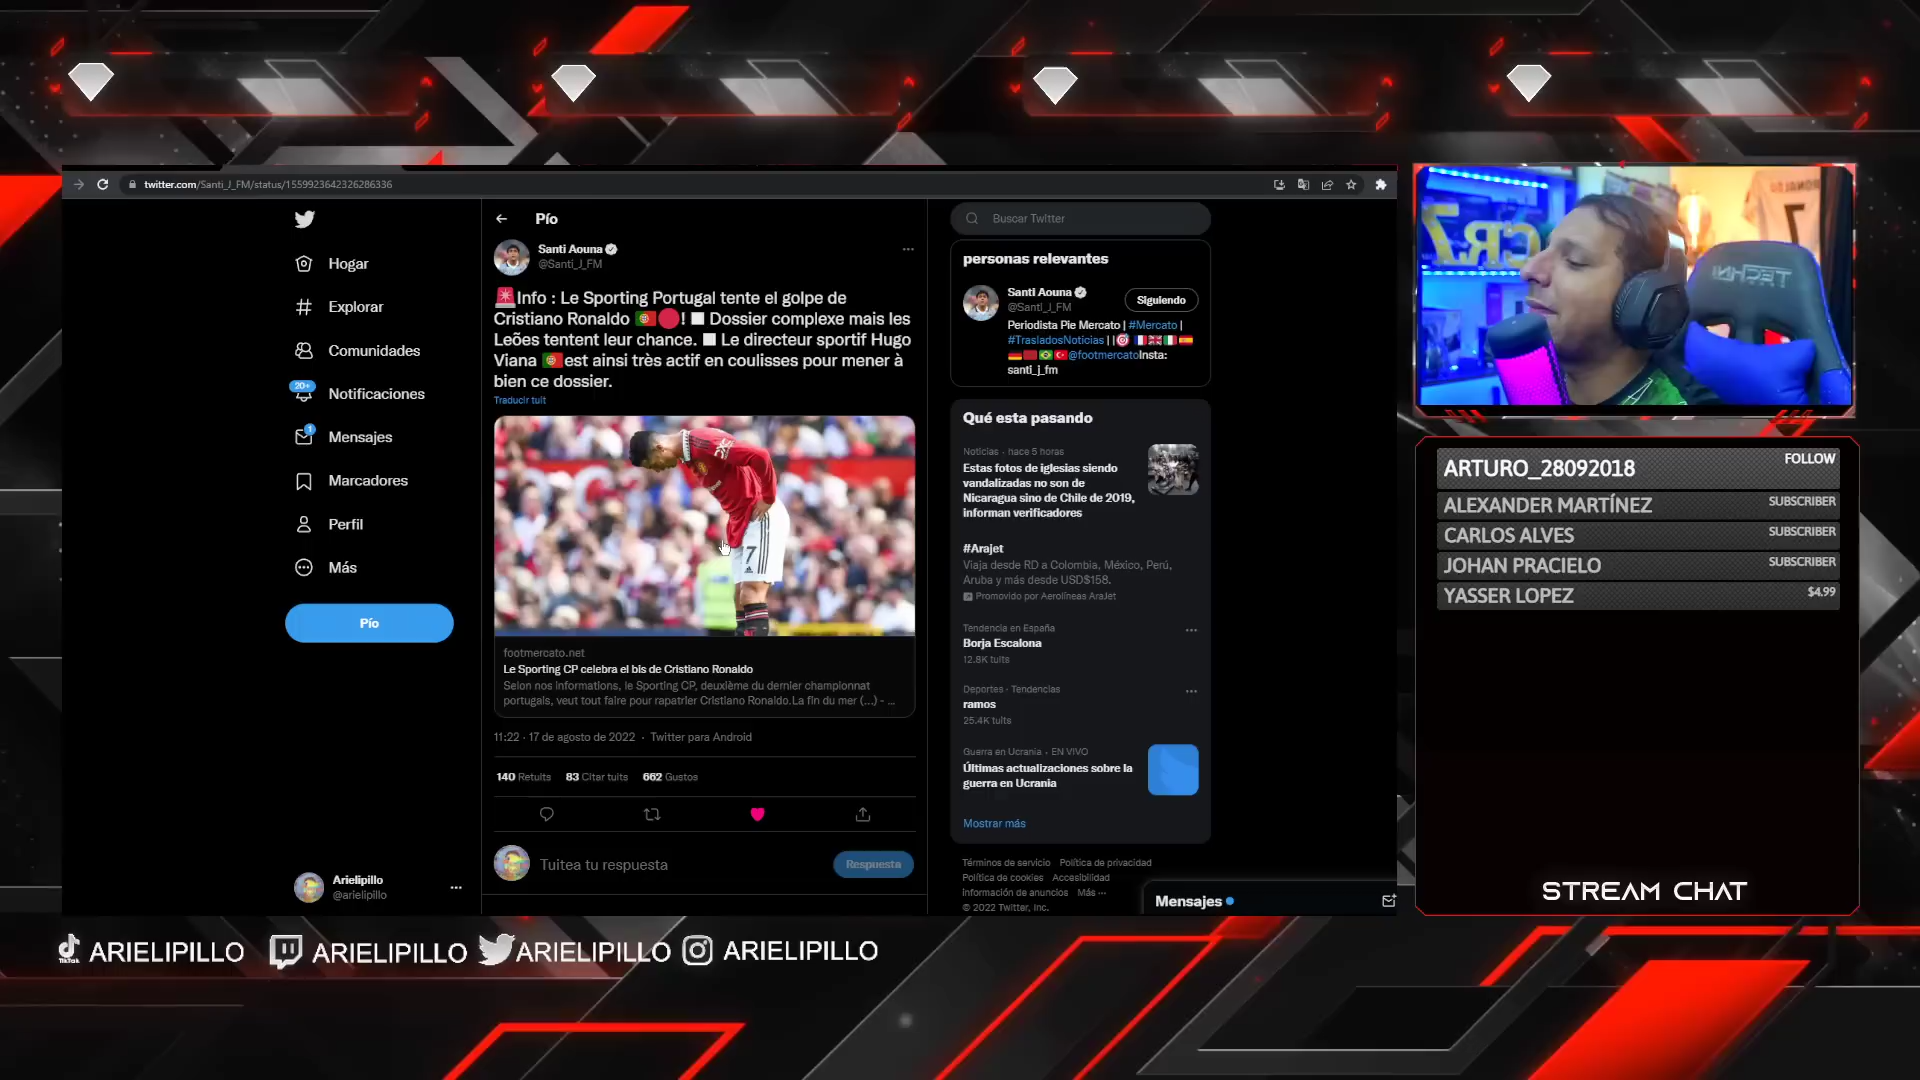 twitter.com/Santi_J_FM/status/1559923642326286336
Hogar
Explorar
Comunidades
20+
Notificaciones
1
Mensajes
Marcadores
Perfil
Más
Pío
Arielipillo
@arielipillo
Pío
Santi Aouna
@Santi_J_FM
Info : Le Sporting Portugal tente el golpe de
Cristiano Ronaldo 🇵🇹🔴! ◻ Dossier complexe mais les
Leões tentent leur chance. ◻ Le directeur sportif Hugo
Viana 🇵🇹est ainsi très actif en coulisses pour mener à
bien ce dossier.
Traducir tuit
7
footmercato.net
Le Sporting CP celebra el bis de Cristiano Ronaldo
Selon nos informations, le Sporting CP, deuxième du dernier championnat
portugais, veut tout faire pour rapatrier Cristiano Ronaldo.La fin du mer (...) - ...
11:22 · 17 de agosto de 2022 · Twitter para Android
140 Retuits 83 Citar tuits 662 Gustos
Tuitea tu respuesta
Respuesta
Buscar Twitter
personas relevantes
Santi Aouna
@Santi_J_FM
Siguiendo
Periodista Pie Mercato | #Mercato |
#TrasladosNoticias |
@footmercatoInsta:
santi_j_fm
Qué esta pasando
Noticias · hace 5 horas
Estas fotos de iglesias siendo
vandalizadas no son de
Nicaragua sino de Chile de 2019,
informan verificadores
#Arajet
Viaja desde RD a Colombia, México, Perú,
Aruba y más desde USD$158.
Promovido por Aerolíneas AraJet
Tendencia en España
Borja Escalona
12.8K tuits
Deportes · Tendencias
ramos
25.4K tuits
Guerra en Ucrania · EN VIVO
Últimas actualizaciones sobre la
guerra en Ucrania
Mostrar más
Términos de servicio Política de privacidad
Política de cookies Accesibilidad
Información de anuncios Más ···
© 2022 Twitter, Inc.
Mensajes
CR7
RONALDO
7
ARTURO_28092018 FOLLOW
ALEXANDER MARTÍNEZ SUBSCRIBER
CARLOS ALVES SUBSCRIBER
JOHAN PRACIELO SUBSCRIBER
YASSER LOPEZ $4.99
STREAM CHAT
TikTok ARIELIPILLO ARIELIPILLO ARIELIPILLO ARIELIPILLO